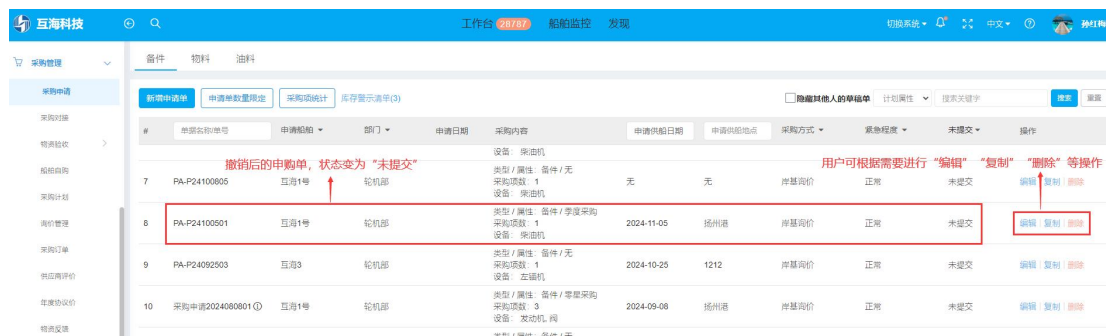 互海科技
工作台 28787 船舶监控 发现
切换系统 中文 孙红梅
采购管理
采购申请
采购对接
物资验收
船舶自购
采购计划
询价管理
采购订单
供应商评价
年度协议价
物资反馈
备件 物料 油料
新增申请单 申请单数量限定 采购项统计 库存警示清单(3)
隐藏其他人的草稿单 计划属性 搜索关键字 搜索 重置
# 单据名称/单号 申请船舶 部门 申请日期 采购内容 申请供船日期 申请供船地点 采购方式 紧急程度 未提交 操作
设备: 柴油机
撤销后的申购单，状态变为“未提交”
用户可根据需要进行“编辑”“复制”“删除”等操作
类型 / 属性: 备件 / 无
7 PA-P24100805 互海1号 轮机部 采购项数: 1 无 无 岸基询价 正常 未提交 编辑 复制 删除
设备: 柴油机
类型 / 属性: 备件 / 季度采购
8 PA-P24100501 互海1号 轮机部 采购项数: 1 2024-11-05 扬州港 岸基询价 正常 未提交 编辑 复制 删除
设备: 柴油机
类型 / 属性: 备件 / 无
9 PA-P24092503 互海3 轮机部 采购项数: 1 2024-10-25 1212 岸基询价 正常 未提交 编辑 复制 删除
设备: 左锚机
类型 / 属性: 备件 / 零星采购
10 采购申请2024080801 互海1号 轮机部 采购项数: 3 2024-09-08 扬州港 岸基询价 正常 未提交 编辑 复制 删除
设备: 发动机, 阀
类型 / 属性: 备件 / 无